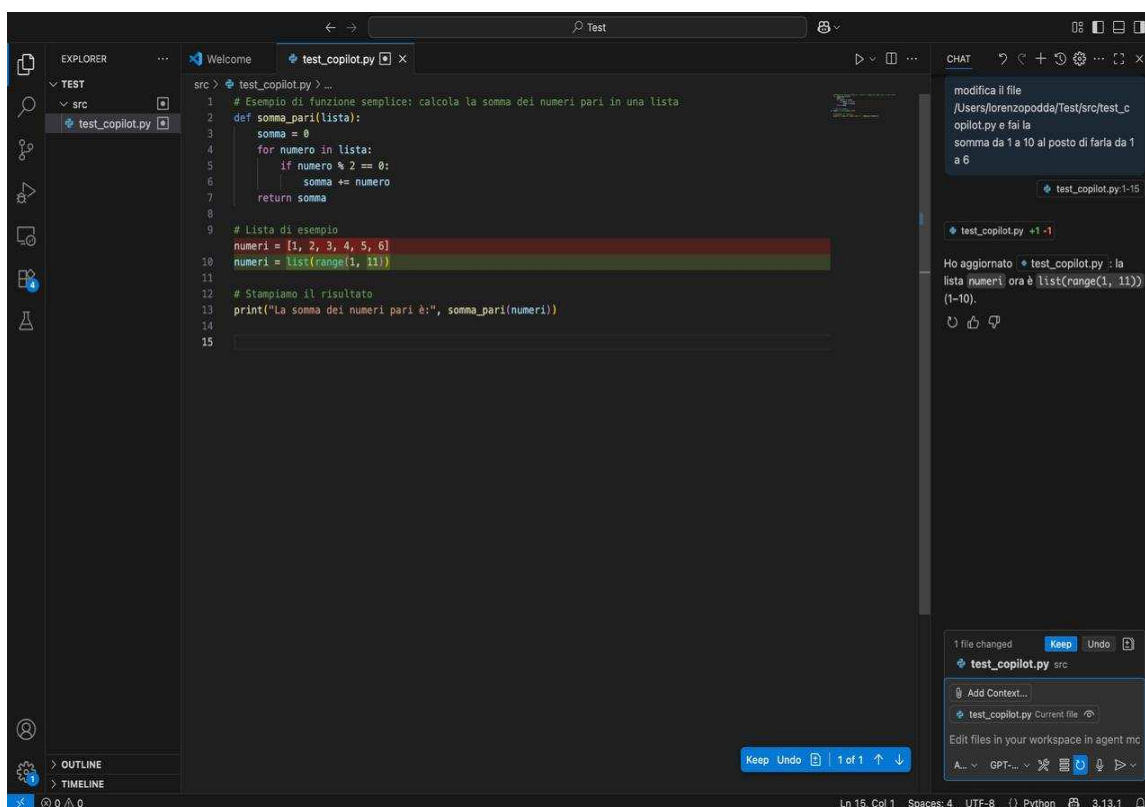 Test
EXPLORER
TEST
src
test_copilot.py
OUTLINE
TIMELINE
4
1
Welcome
test_copilot.py
src > test_copilot.py > ...
1 # Esempio di funzione semplice: calcola la somma dei numeri pari in una lista
2 def somma_pari(lista):
3 somma = 0
4 for numero in lista:
5 if numero % 2 == 0:
6 somma += numero
7 return somma
8
9 # Lista di esempio
numeri = [1, 2, 3, 4, 5, 6]
10 numeri = list(range(1, 11))
11
12 # Stampiamo il risultato
13 print("La somma dei numeri pari è:", somma_pari(numeri))
14
15
Keep Undo 1 of 1
CHAT
modifica il file
/Users/lorenzopodda/Test/src/test_c
opilot.py e fai la
somma da 1 a 10 al posto di farla da 1
a 6
test_copilot.py:1-15
test_copilot.py +1 -1
Ho aggiornato test_copilot.py : la
lista numeri ora è list(range(1, 11))
(1–10).
1 file changed Keep Undo
test_copilot.py src
Add Context...
test_copilot.py Current file
Edit files in your workspace in agent mo
A... GPT-...
0 0
Ln 15, Col 1 Spaces: 4 UTF-8 {} Python 3.13.1